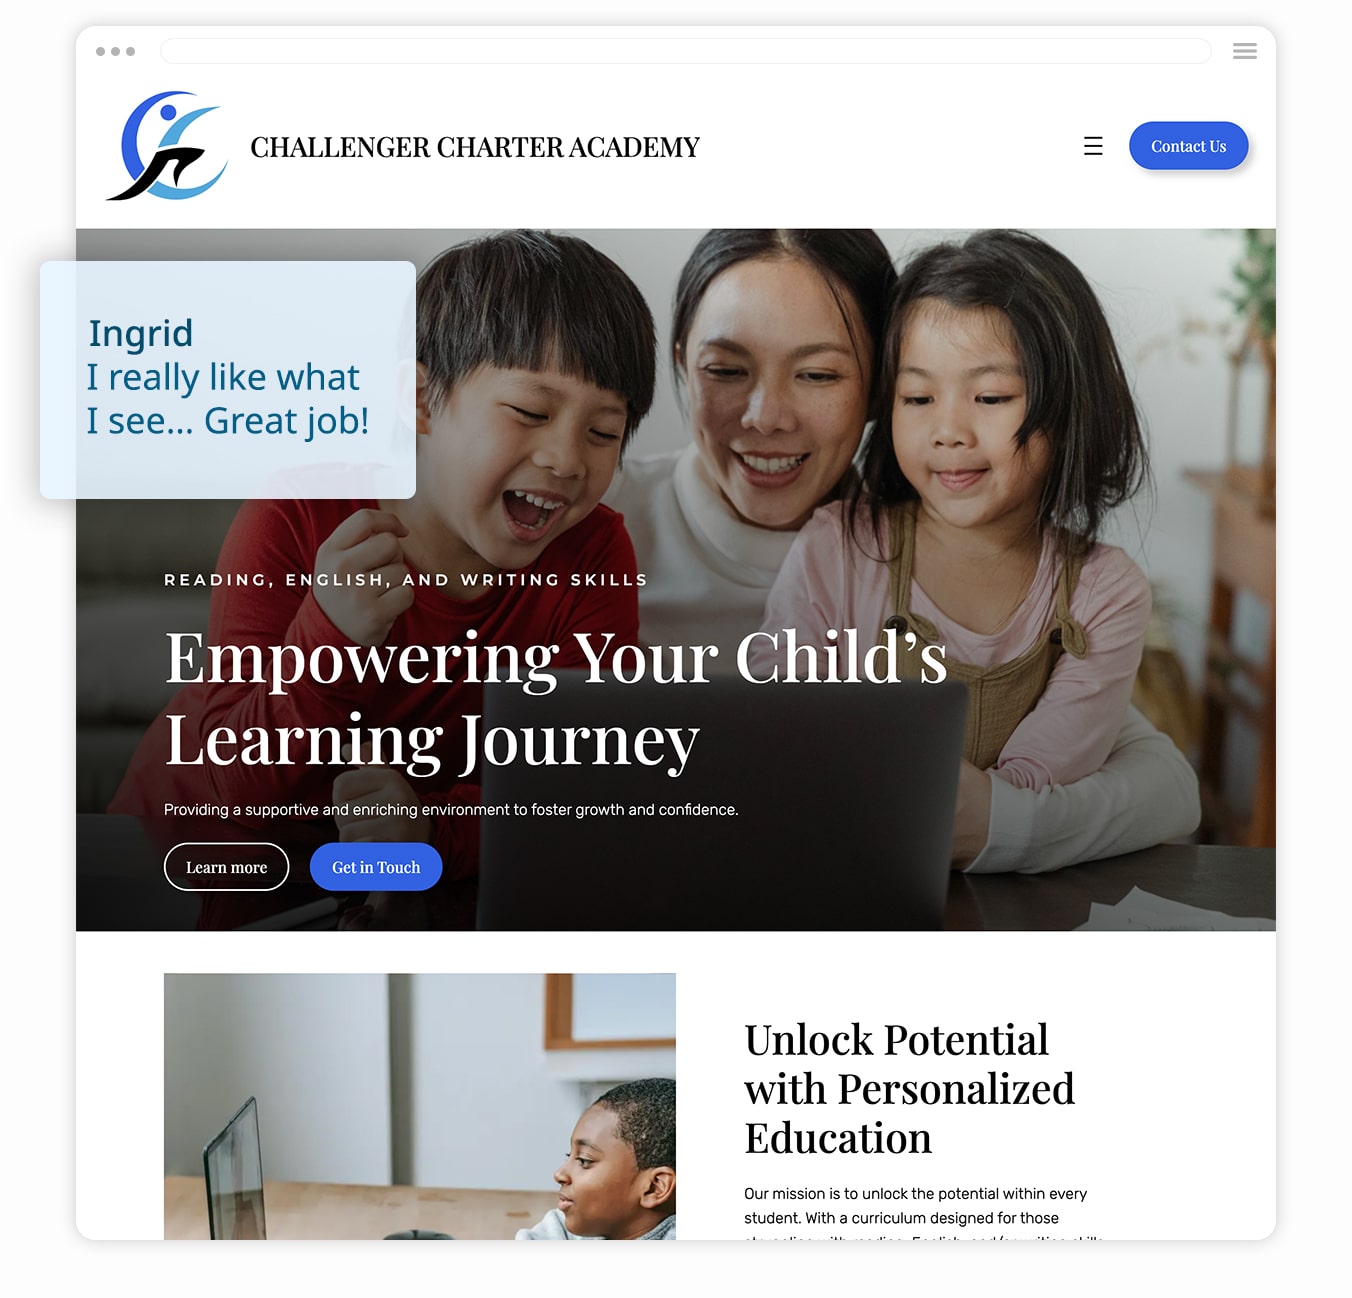 CHALLENGER CHARTER ACADEMY
Contact Us
Ingrid
I really like what
I see... Great job!
READING, ENGLISH, AND WRITING SKILLS
Empowering Your Child’s
Learning Journey
Providing a supportive and enriching environment to foster growth and confidence.
Learn more
Get in Touch
Unlock Potential
with Personalized
Education
Our mission is to unlock the potential within every
student. With a curriculum designed for those